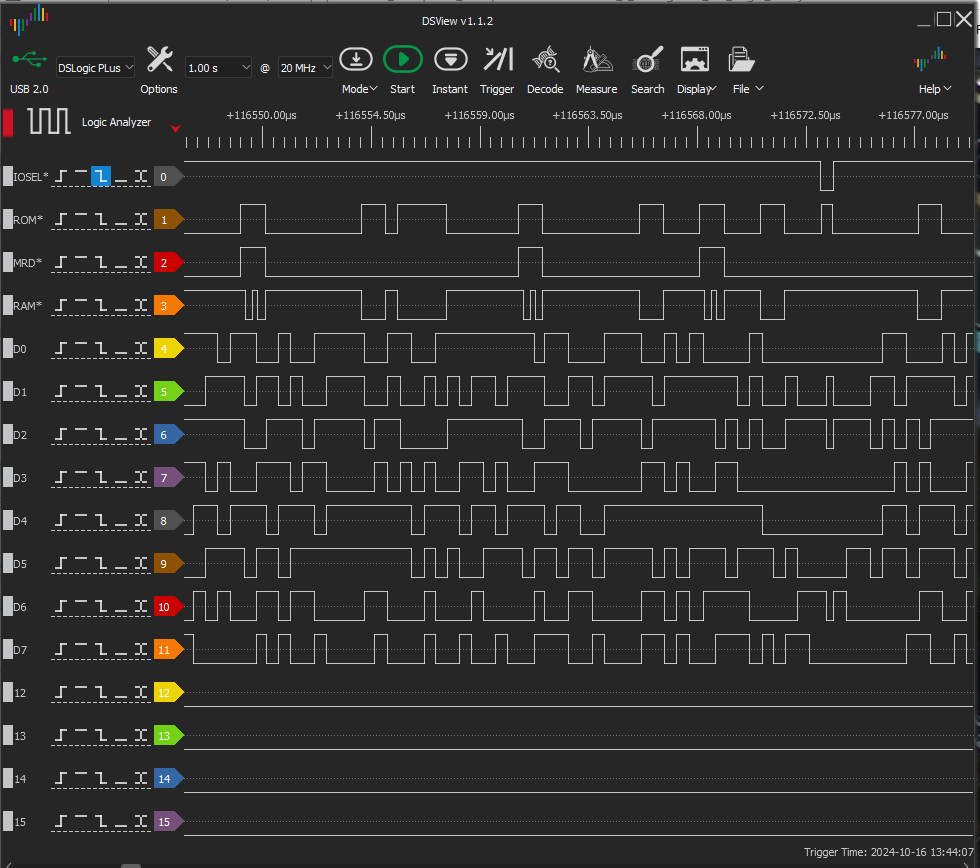 DSView v1.1.2
DSLogic PLus
1.00 s
@
20 MHz
USB 2.0
Options
Mode
Start
Instant
Trigger
Decode
Measure
Search
Display
File
Help
Logic Analyzer
+116550.00μs
+116554.50μs
+116559.00μs
+116563.50μs
+116568.00μs
+116572.50μs
+116577.00μs
IOSEL* 0
ROM* 1
MRD* 2
RAM* 3
D0 4
D1 5
D2 6
D3 7
D4 8
D5 9
D6 10
D7 11
12 12
13 13
14 14
15 15
Trigger Time: 2024-10-16 13:44:07